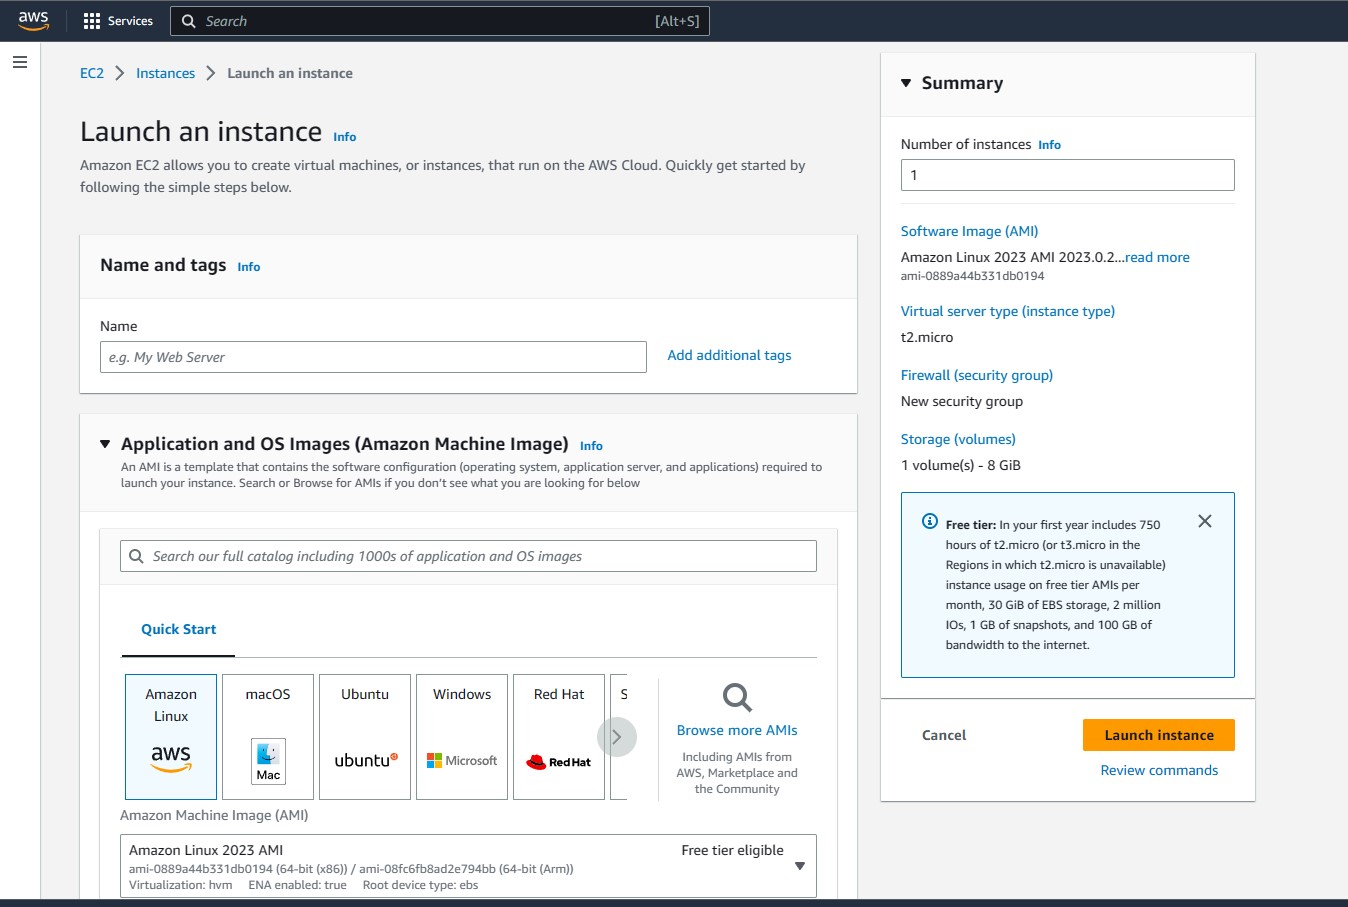 aws
Services
Search
[Alt+S]
EC2
Instances
Launch an instance
Launch an instance Info
Amazon EC2 allows you to create virtual machines, or instances, that run on the AWS Cloud. Quickly get started by
following the simple steps below.
Name and tags Info
Name
e.g. My Web Server
Add additional tags
Application and OS Images (Amazon Machine Image) Info
An AMI is a template that contains the software configuration (operating system, application server, and applications) required to
launch your instance. Search or Browse for AMIs if you don't see what you are looking for below
Search our full catalog including 1000s of application and OS images
Quick Start
Amazon
Linux
aws
macOS
Mac
Ubuntu
ubuntu
Windows
Microsoft
Red Hat
Red Hat
S
Browse more AMIs
Including AMIs from
AWS, Marketplace and
the Community
Amazon Machine Image (AMI)
Amazon Linux 2023 AMI
Free tier eligible
ami-0889a44b331db0194 (64-bit (x86)) / ami-08fc6fb8ad2e794bb (64-bit (Arm))
Virtualization: hvm ENA enabled: true Root device type: ebs
Summary
Number of instances Info
1
Software Image (AMI)
Amazon Linux 2023 AMI 2023.0.2...read more
ami-0889a44b331db0194
Virtual server type (instance type)
t2.micro
Firewall (security group)
New security group
Storage (volumes)
1 volume(s) - 8 GiB
Free tier: In your first year includes 750
hours of t2.micro (or t3.micro in the
Regions in which t2.micro is unavailable)
instance usage on free tier AMIs per
month, 30 GiB of EBS storage, 2 million
IOs, 1 GB of snapshots, and 100 GB of
bandwidth to the internet.
Cancel
Launch instance
Review commands